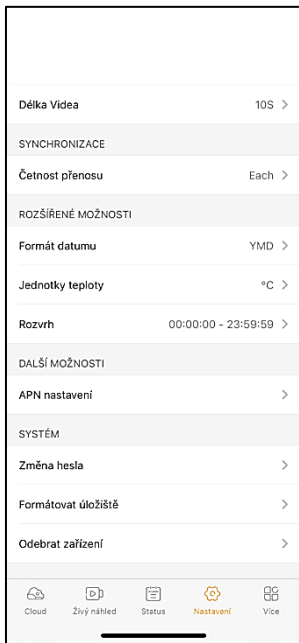 Délka Videa 10S
SYNCHRONIZACE
Četnost přenosu Each
ROZŠÍŘENÉ MOŽNOSTI
Formát datumu YMD
Jednotky teploty °C
Rozvrh 00:00:00 - 23:59:59
DALŠÍ MOŽNOSTI
APN nastavení
SYSTÉM
Změna hesla
Formátovat úložiště
Odebrat zařízení
Cloud Živý náhled Status Nastavení Více